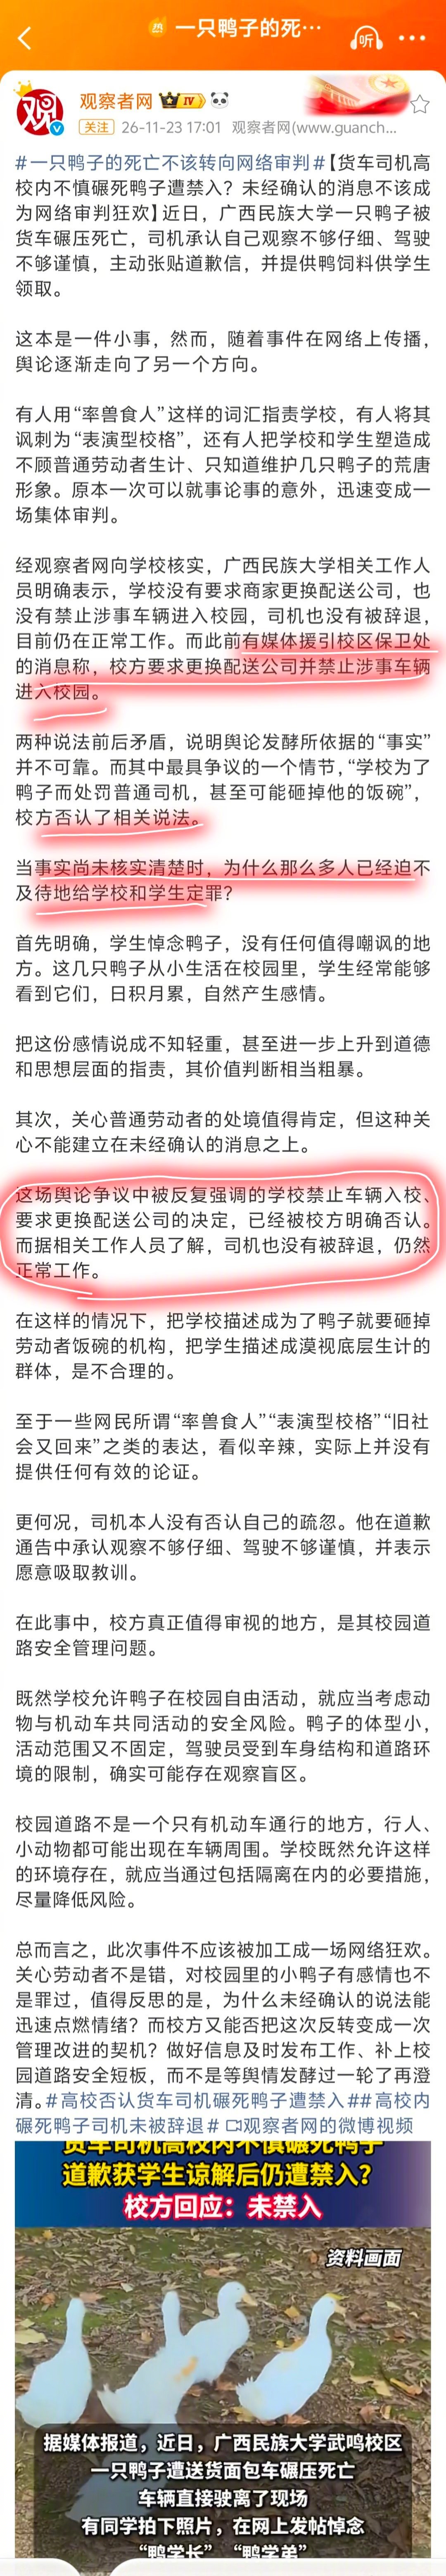 一只鸭子的死…
听
观
观察者网
IV
关注 26-11-23 17:01 观察者网(www.guanch...
#一只鸭子的死亡不该转向网络审判#【货车司机高
校内不慎碾死鸭子遭禁入？未经确认的消息不该成
为网络审判狂欢】近日，广西民族大学一只鸭子被
货车碾压死亡，司机承认自己观察不够仔细、驾驶
不够谨慎，主动张贴道歉信，并提供鸭饲料供学生
领取。
这本是一件小事，然而，随着事件在网络上传播，
舆论逐渐走向了另一个方向。
有人用“率兽食人”这样的词汇指责学校，有人将其
讽刺为“表演型校格”，还有人把学校和学生塑造成
不顾普通劳动者生计、只知道维护几只鸭子的荒唐
形象。原本一次可以就事论事的意外，迅速变成一
场集体审判。
经观察者网向学校核实，广西民族大学相关工作人
员明确表示，学校没有要求商家更换配送公司，也
没有禁止涉事车辆进入校园，司机也没有被辞退，
目前仍在正常工作。而此前有媒体援引校区保卫处
的消息称，校方要求更换配送公司并禁止涉事车辆
进入校园。
两种说法前后矛盾，说明舆论发酵所依据的“事实”
并不可靠。而其中最具争议的一个情节，“学校为了
鸭子而处罚普通司机，甚至可能砸掉他的饭碗”，
校方否认了相关说法。
当事实尚未核实清楚时，为什么那么多人已经迫不
及待地给学校和学生定罪？
首先明确，学生悼念鸭子，没有任何值得嘲讽的地
方。这几只鸭子从小生活在校园里，学生经常能够
看到它们，日积月累，自然产生感情。
把这份感情说成不知轻重，甚至进一步上升到道德
和思想层面的指责，其价值判断相当粗暴。
其次，关心普通劳动者的处境值得肯定，但这种关
心不能建立在未经确认的消息之上。
这场舆论争议中被反复强调的学校禁止车辆入校、
要求更换配送公司的决定，已经被校方明确否认。
而据相关工作人员了解，司机也没有被辞退，仍然
正常工作。
在这样的情况下，把学校描述成为了鸭子就要砸掉
劳动者饭碗的机构，把学生描述成漠视底层生计的
群体，是不合理的。
至于一些网民所谓“率兽食人”“表演型校格”“旧社
会又回来”之类的表达，看似辛辣，实际上并没有
提供任何有效的论证。
更何况，司机本人没有否认自己的疏忽。他在道歉
通告中承认观察不够仔细、驾驶不够谨慎，并表示
愿意吸取教训。
在此事中，校方真正值得审视的地方，是其校园道
路安全管理问题。
既然学校允许鸭子在校园自由活动，就应当考虑动
物与机动车共同活动的安全风险。鸭子的体型小，
活动范围又不固定，驾驶员受到车身结构和道路环
境的限制，确实可能存在观察盲区。
校园道路不是一个只有机动车通行的地方，行人、
小动物都可能出现在车辆周围。学校既然允许这样
的环境存在，就应当通过包括隔离在内的必要措施，
尽量降低风险。
总而言之，此次事件不应该被加工成一场网络狂欢。
关心劳动者不是错，对校园里的小鸭子有感情也不
是罪过，值得反思的是，为什么未经确认的说法能
迅速点燃情绪？而校方又能否把这次反转变成一次
管理改进的契机？做好信息及时发布工作、补上校
园道路安全短板，而不是等舆情发酵过一轮了再澄
清。#高校否认货车司机碾死鸭子遭禁入##高校内
碾死鸭子司机未被辞退# 观察者网的微博视频
货车司机高校内不慎碾死鸭子
道歉获学生谅解后仍遭禁入？
校方回应：未禁入
资料画面
据媒体报道，近日，广西民族大学武鸣校区
一只鸭子遭送货面包车碾压死亡
车辆直接驶离了现场
有同学拍下照片，在网上发帖悼念
“鸭学长”“鸭学弟”